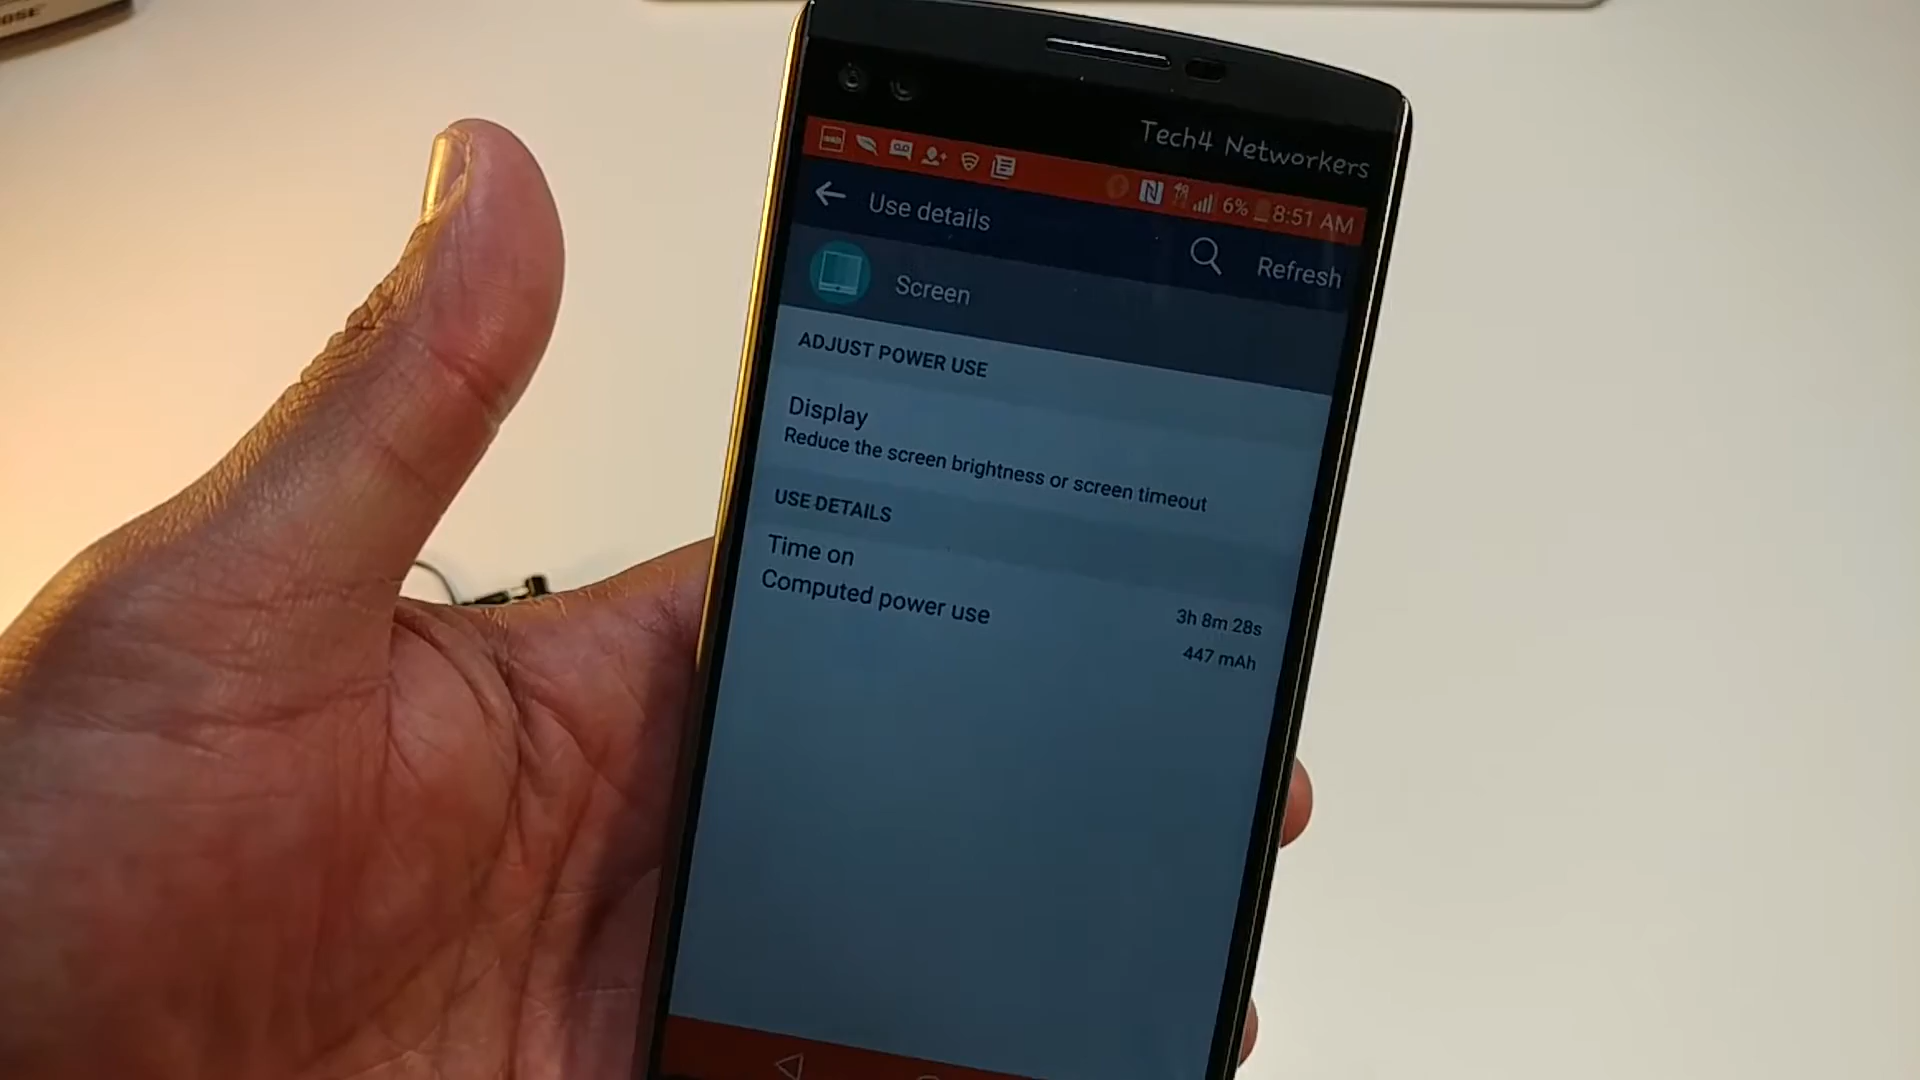 Tech4 Networkers
6% 8:51 AM
Use details
Refresh
Screen
ADJUST POWER USE
Display
Reduce the screen brightness or screen timeout
USE DETAILS
Time on
3h 8m 28s
Computed power use
447 mAh